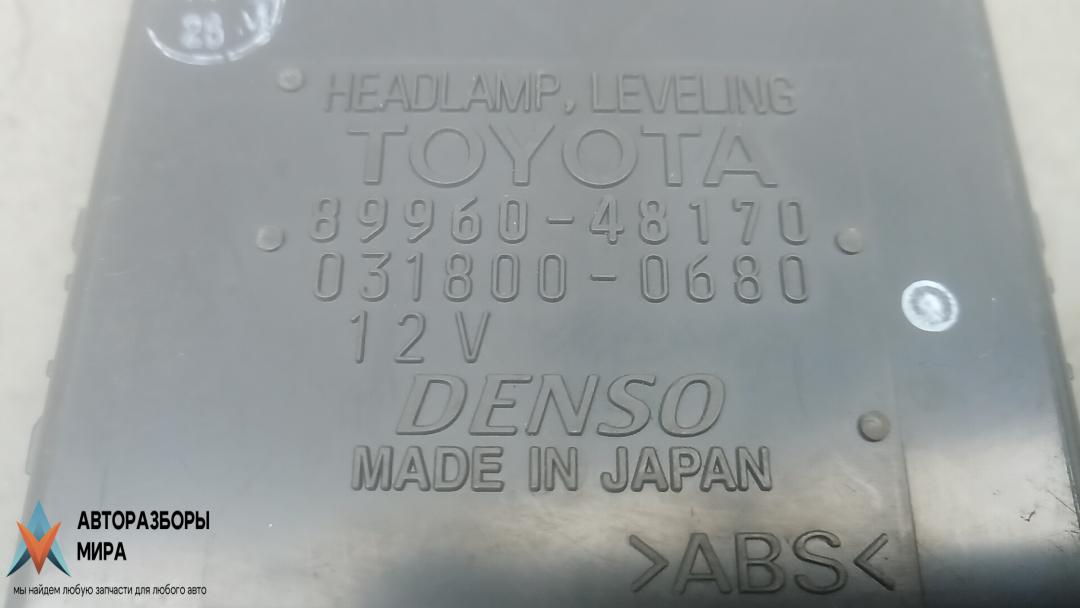 28
HEADLAMP, LEVELING
TOYOTA
89960-48170
031800-0680
12V
DENSO
MADE IN JAPAN
>ABS<
АВТОРАЗБОРЫ
МИРА
мы найдем любую запчасти для любого авто